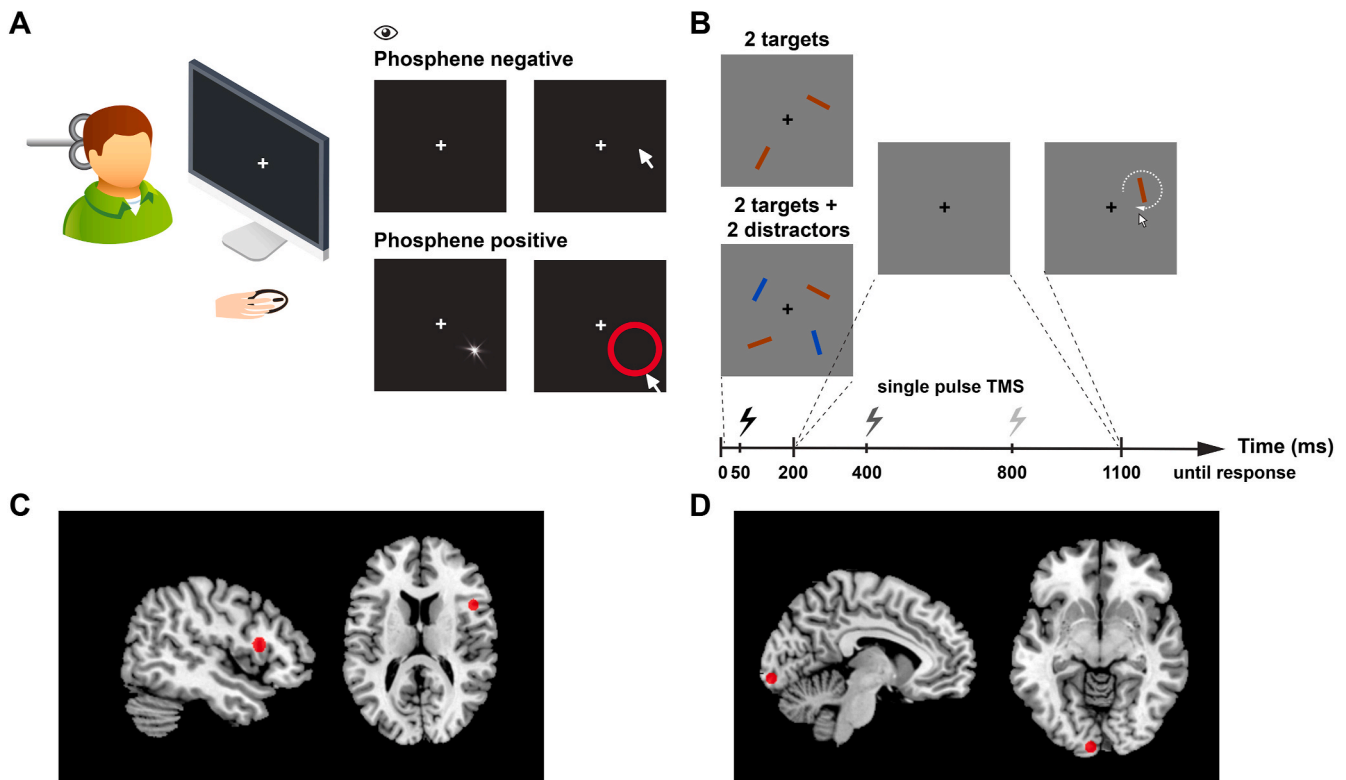 A
Phosphene negative
Phosphene positive
B
2 targets
2 targets +
2 distractors
single pulse TMS
0 50 200 400 800 1100 until response
Time (ms)
C
D